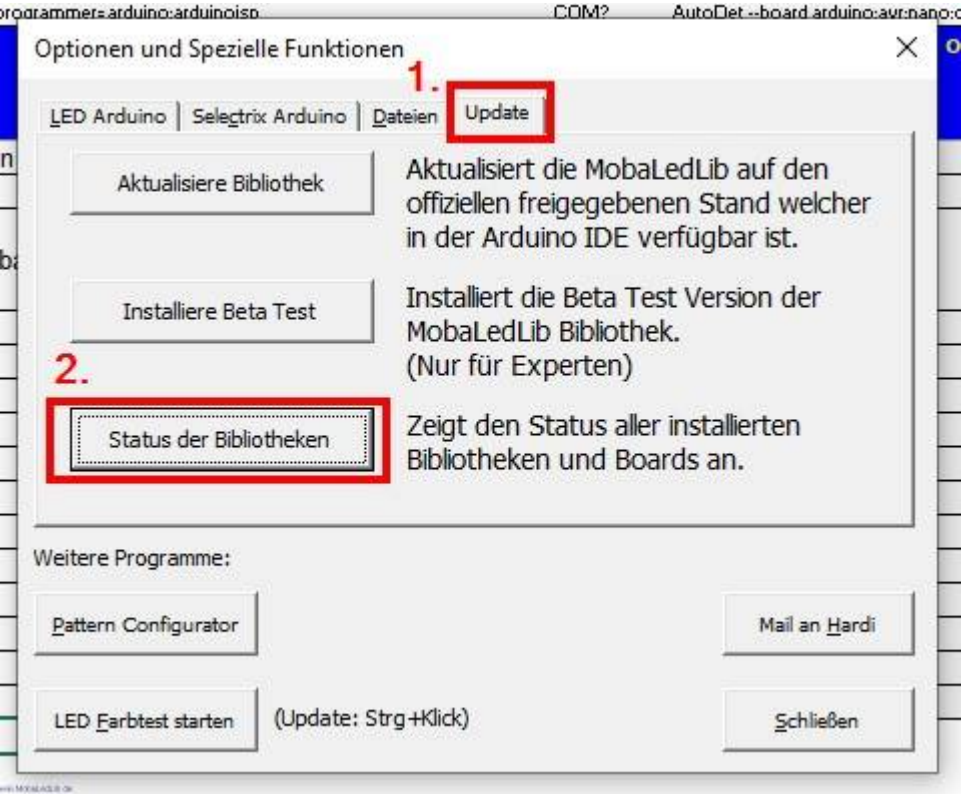 programmer=arduino:arduinoisp COM? AutoDet --board arduino:avr:nano:c
Optionen und Spezielle Funktionen
1.
LED Arduino Selectrix Arduino Dateien Update
Aktualisiere Bibliothek
Aktualisiert die MobaLedLib auf den
offiziellen freigegebenen Stand welcher
in der Arduino IDE verfügbar ist.
Installiere Beta Test
Installiert die Beta Test Version der
MobaLedLib Bibliothek.
(Nur für Experten)
2.
Status der Bibliotheken
Zeigt den Status aller installierten
Bibliotheken und Boards an.
Weitere Programme:
Pattern Configurator
Mail an Hardi
LED Farbtest starten
(Update: Strg+Klick)
Schließen